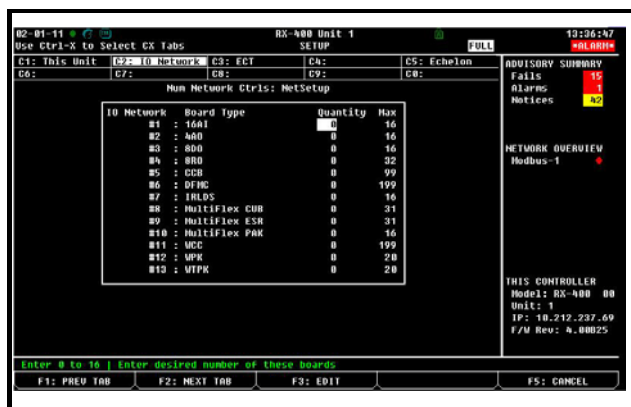 02-01-11 RX-400 Unit 1 13:36:47
Use Ctrl-X to Select CX Tabs SETUP FULL *ALARM*
C1: This Unit C2: IO Network C3: ECT C4: C5: Echelon
C6: C7: C8: C9: C0:
ADVISORY SUMMARY
Fails 15
Alarms 1
Notices 42
Num Network Ctrls: NetSetup
IO Network Board Type Quantity Max
#1 : 16AI 0 16
#2 : 4AO 0 16
#3 : 8DO 0 16
#4 : 8RO 0 32
#5 : CCB 0 99
#6 : DFMC 0 199
#7 : IRLDS 0 16
#8 : MultiFlex CUB 0 31
#9 : MultiFlex ESR 0 31
#10 : MultiFlex PAK 0 16
#11 : WCC 0 199
#12 : WPK 0 20
#13 : WTPK 0 20
NETWORK OVERVIEW
Modbus-1
THIS CONTROLLER
Model: RX-400 00
Unit: 1
IP: 10.212.237.69
F/W Rev: 4.00B25
Enter 0 to 16 | Enter desired number of these boards
F1: PREV TAB F2: NEXT TAB F3: EDIT F5: CANCEL